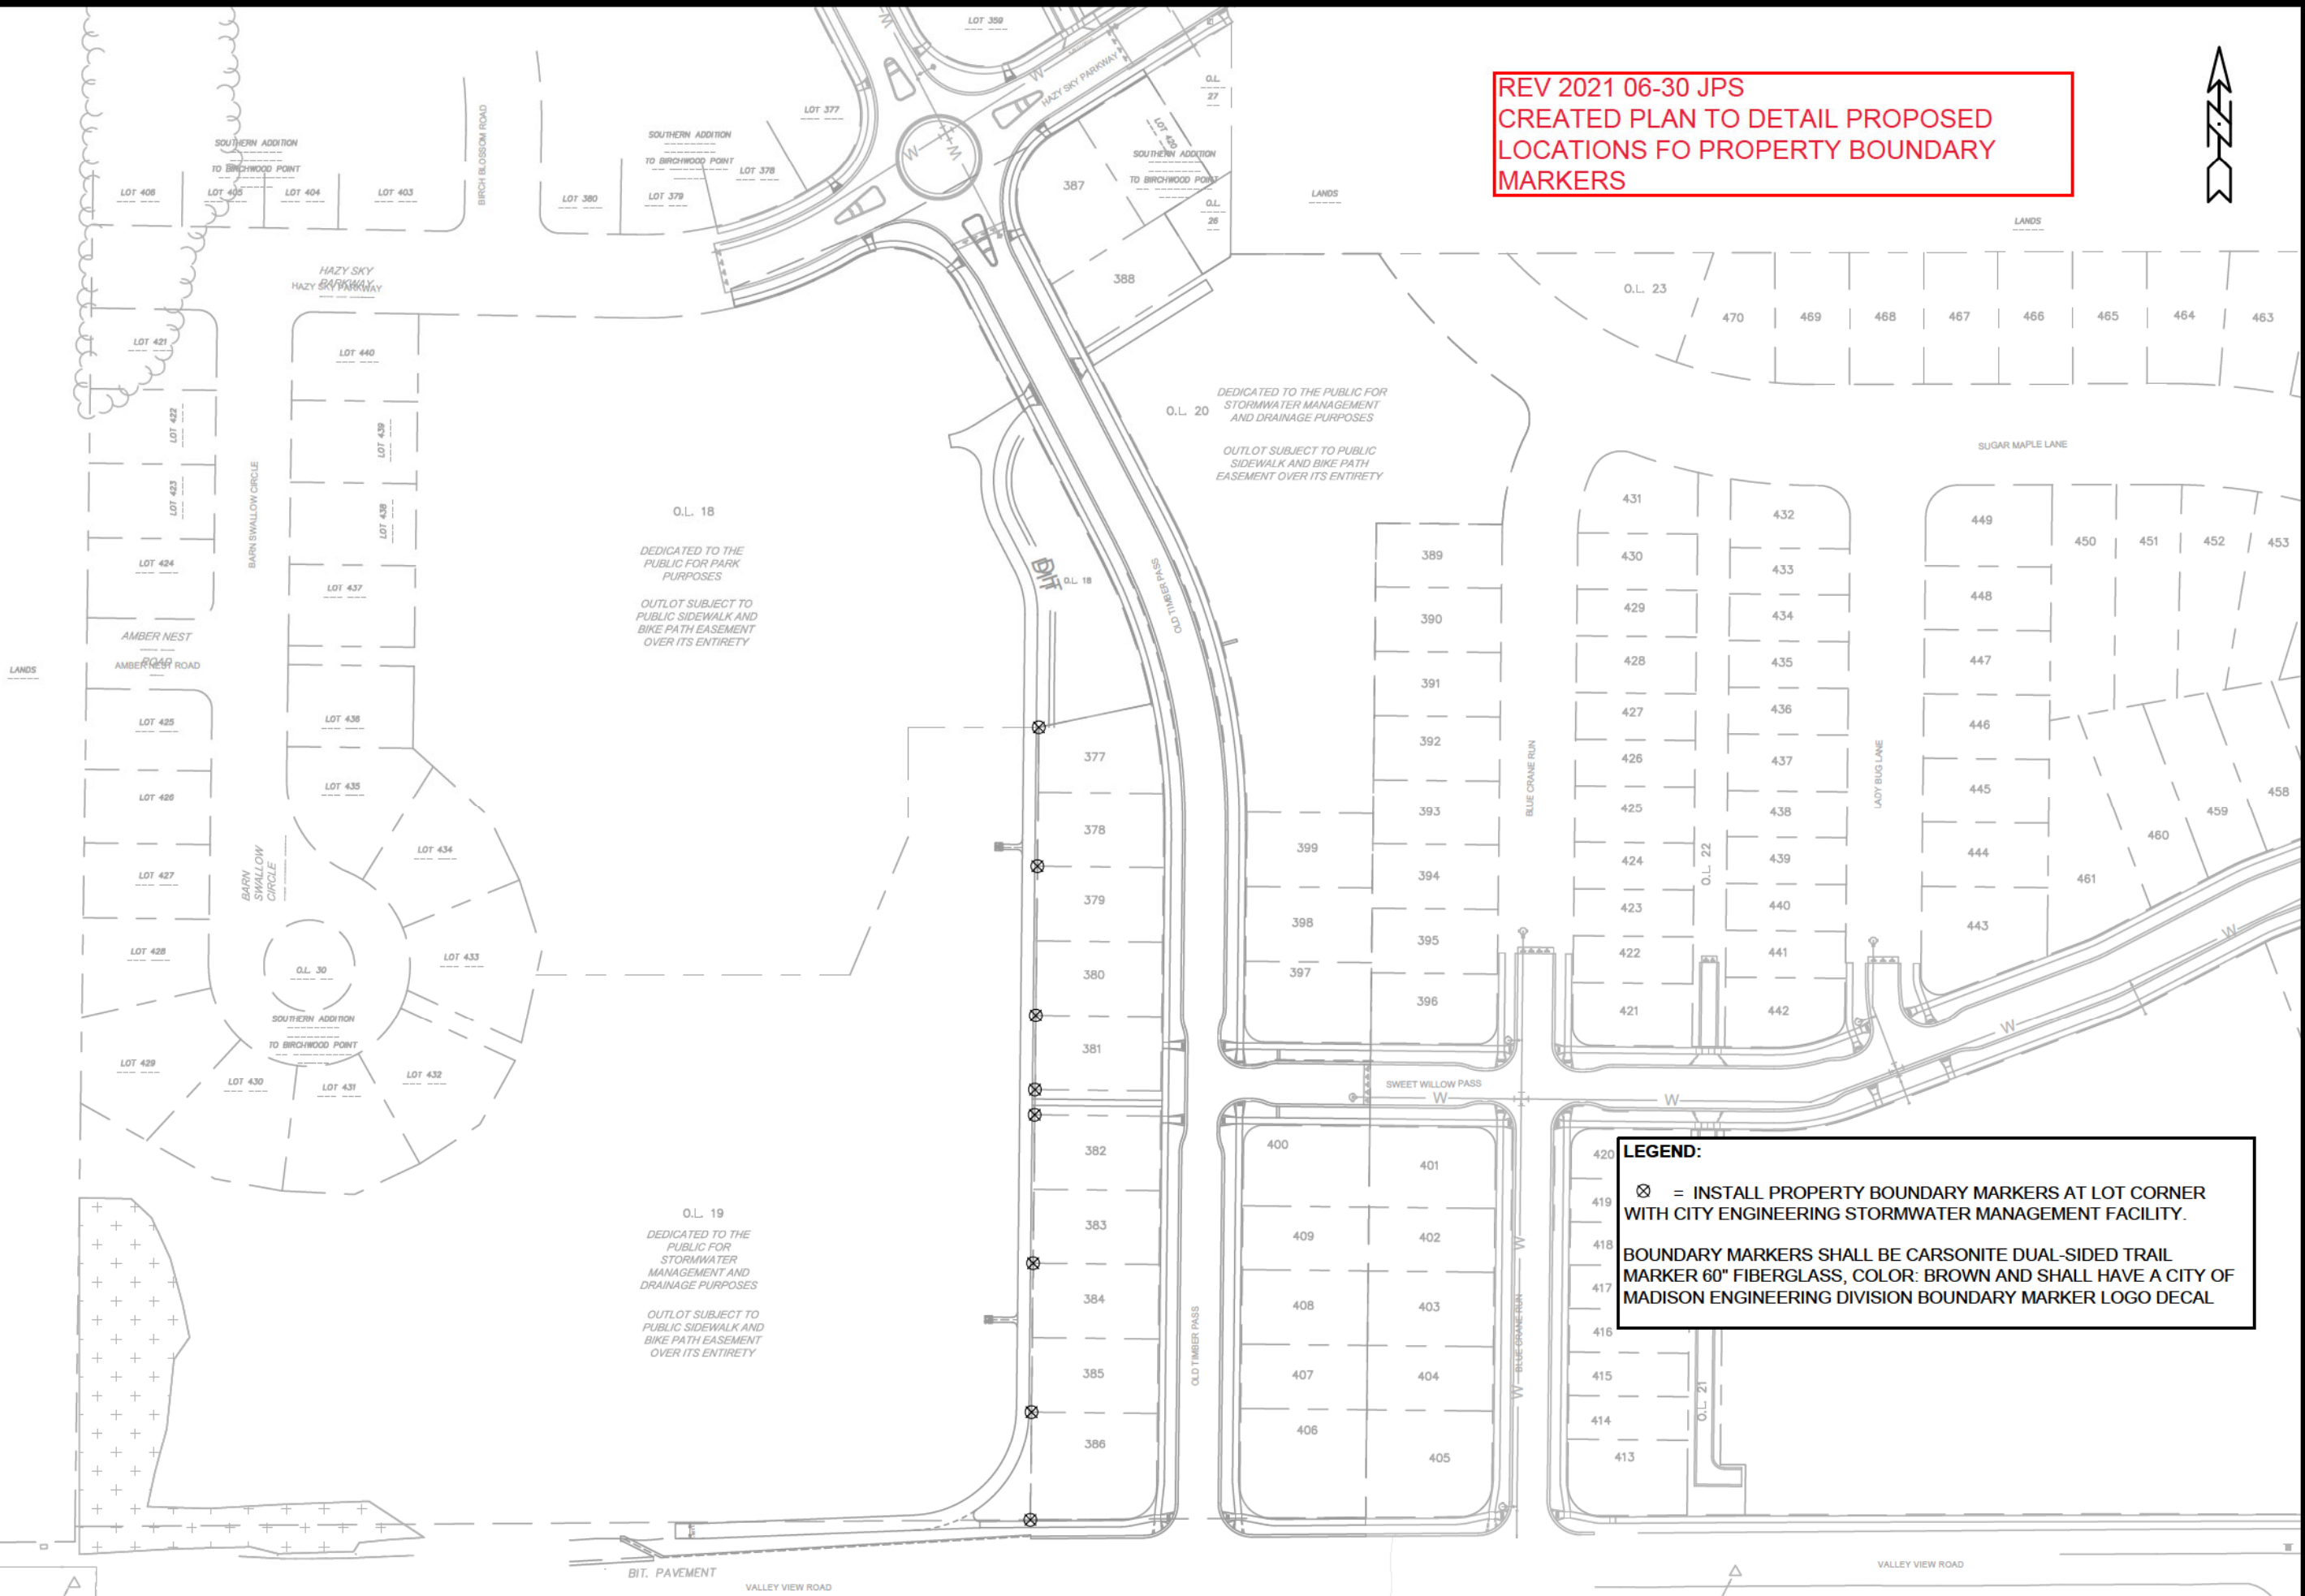 LOT 359
HAZY SKY PARKWAY
W
W
W
W
REV 2021 06-30 JPS
CREATED PLAN TO DETAIL PROPOSED
LOCATIONS FO PROPERTY BOUNDARY
MARKERS
N
O.L.
27
LOT 377
BIRCH BLOSSOM ROAD
SOUTHERN ADDITION
TO BIRCHWOOD POINT
LOT 406
LOT 405
LOT 404
LOT 403
SOUTHERN ADDITION
TO BIRCHWOOD POINT
LOT 378
LOT 380
LOT 379
387
LOT 420
SOUTHERN ADDITION
TO BIRCHWOOD POINT
O.L.
26
LANDS
LANDS
HAZY SKY
PARKWAY
HAZY SKY PARKWAY
388
O.L. 23
470
469
468
467
466
465
464
463
LOT 421
LOT 440
LOT 422
LOT 439
LOT 423
LOT 438
BARN SWALLOW CIRCLE
LOT 424
LOT 437
AMBER NEST
ROAD
AMBER NEST ROAD
LANDS
LOT 425
LOT 436
LOT 426
LOT 435
LOT 427
LOT 434
BARN
SWALLOW
CIRCLE
LOT 428
LOT 433
O.L. 30
SOUTHERN ADDITION
TO BIRCHWOOD POINT
LOT 429
LOT 430
LOT 431
LOT 432
O.L. 18
DEDICATED TO THE
PUBLIC FOR PARK
PURPOSES
OUTLOT SUBJECT TO
PUBLIC SIDEWALK AND
BIKE PATH EASEMENT
OVER ITS ENTIRETY
O.L. 18
OLD TIMBER PASS
O.L. 20
DEDICATED TO THE PUBLIC FOR
STORMWATER MANAGEMENT
AND DRAINAGE PURPOSES
OUTLOT SUBJECT TO PUBLIC
SIDEWALK AND BIKE PATH
EASEMENT OVER ITS ENTIRETY
SUGAR MAPLE LANE
377
378
379
380
381
382
383
384
385
386
389
390
391
392
393
394
395
396
399
398
397
BLUE CRANE RUN
431
430
429
428
427
426
425
424
423
422
421
O.L. 22
432
433
434
435
436
437
438
439
440
441
442
LADY BUG LANE
449
448
447
446
445
444
443
450
451
452
453
458
459
460
461
W
W
SWEET WILLOW PASS
W
W
O.L. 19
DEDICATED TO THE
PUBLIC FOR
STORMWATER
MANAGEMENT AND
DRAINAGE PURPOSES
OUTLOT SUBJECT TO
PUBLIC SIDEWALK AND
BIKE PATH EASEMENT
OVER ITS ENTIRETY
OLD TIMBER PASS
400
401
409
402
408
403
407
404
406
405
W
BLUE CRANE RUN
W
420
419
418
417
416
415
414
413
O.L. 21
LEGEND:
= INSTALL PROPERTY BOUNDARY MARKERS AT LOT CORNER
WITH CITY ENGINEERING STORMWATER MANAGEMENT FACILITY.
BOUNDARY MARKERS SHALL BE CARSONITE DUAL-SIDED TRAIL
MARKER 60" FIBERGLASS, COLOR: BROWN AND SHALL HAVE A CITY OF
MADISON ENGINEERING DIVISION BOUNDARY MARKER LOGO DECAL
BIT. PAVEMENT
VALLEY VIEW ROAD
VALLEY VIEW ROAD